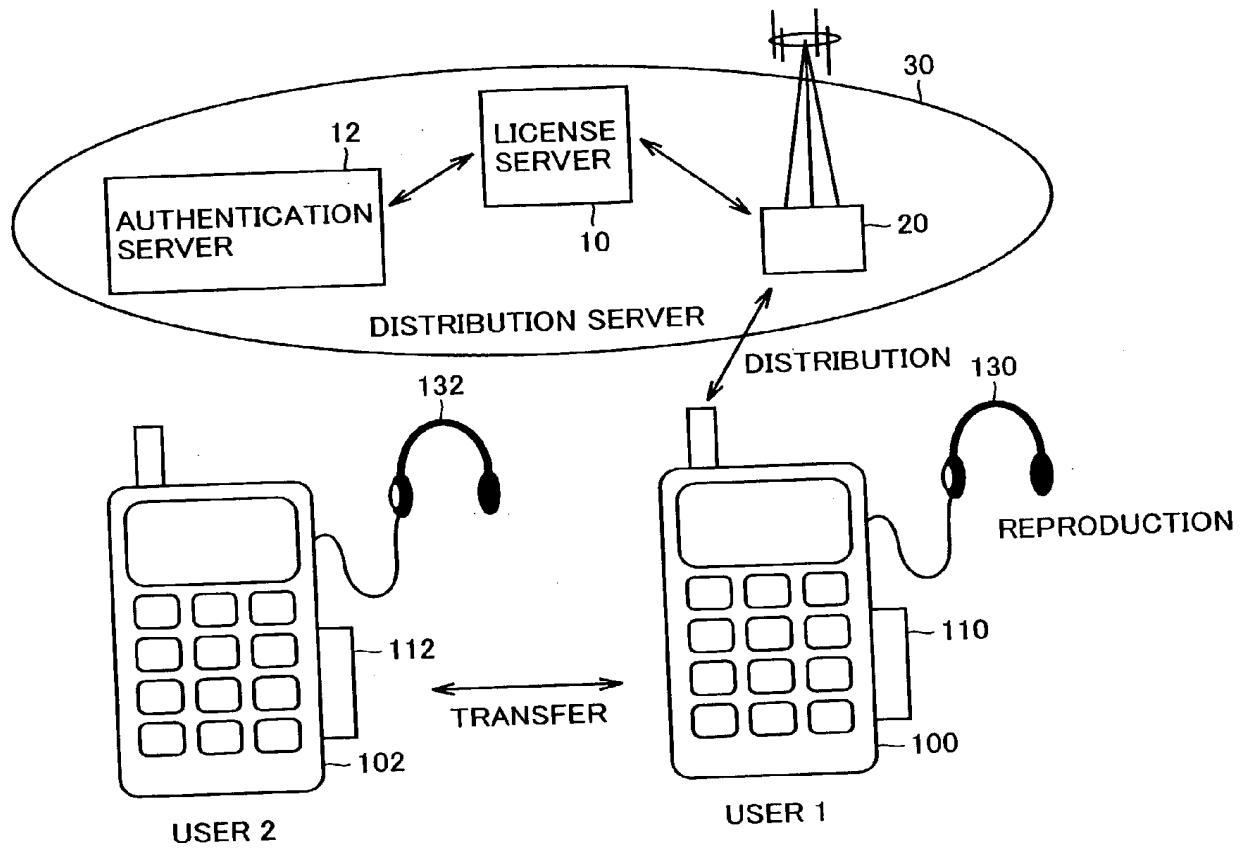 30
12
LICENSE
SERVER
AUTHENTICATION
SERVER
10
20
DISTRIBUTION SERVER
DISTRIBUTION
132
130
REPRODUCTION
112
110
TRANSFER
102
100
USER 2
USER 1